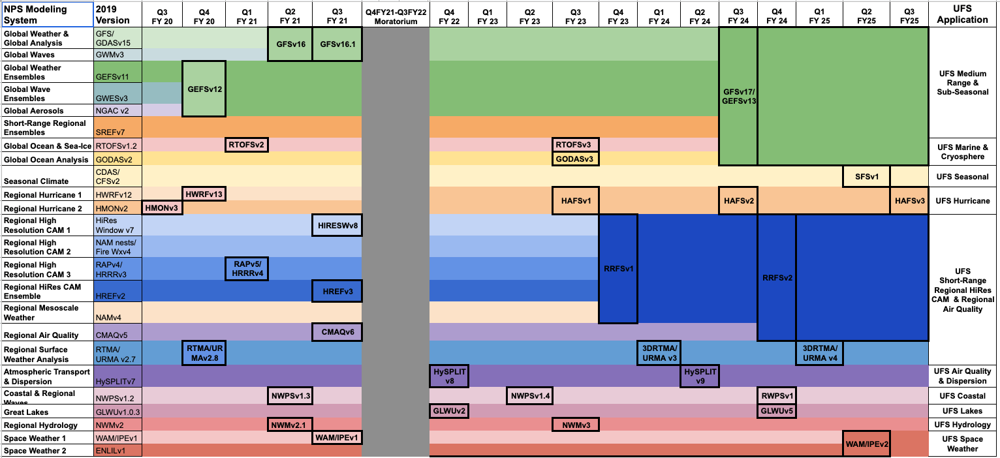 NPS Modeling System
2019 Version
Q3 FY 20
Q4 FY 20
Q1 FY 21
Q2 FY 21
Q3 FY 21
Q4FY21-Q3FY22 Moratorium
Q4 FY 22
Q1 FY 23
Q2 FY 23
Q3 FY 23
Q4 FY 23
Q1 FY 24
Q2 FY 24
Q3 FY 24
Q4 FY 24
Q1 FY 25
Q2 FY25
Q3 FY25
UFS Application
Global Weather &
Global Analysis
GFS/
GDASv15
GFSv16
GFSv16.1
Global Waves
GWMv3
Global Weather
Ensembles
GEFSv11
GEFSv12
GFSv17/
GEFSv13
UFS Medium
Range &
Sub-Seasonal
Global Wave
Ensembles
GWESv3
Global Aerosols
NGAC v2
Short-Range Regional
Ensembles
SREFv7
Global Ocean & Sea-Ice
RTOFSv1.2
RTOFSv2
RTOFSv3
UFS Marine &
Cryosphere
Global Ocean Analysis
GODASv2
GODASv3
Seasonal Climate
CDAS/
CFSv2
SFSv1
UFS Seasonal
Regional Hurricane 1
HWRFv12
HWRFv13
HAFSv1
HAFSv2
HAFSv3
UFS Hurricane
Regional Hurricane 2
HMONv2
HMONv3
Regional High
Resolution CAM 1
HiRes
Window v7
HIRESWv8
Regional High
Resolution CAM 2
NAM nests/
Fire Wxv4
Regional High
Resolution CAM 3
RAPv4/
HRRRv3
RAPv5/
HRRRv4
RRFSv1
RRFSv2
UFS
Short-Range
Regional HiRes
CAM & Regional
Air Quality
Regional HiRes CAM
Ensemble
HREFv2
HREFv3
Regional Mesoscale
Weather
NAMv4
Regional Air Quality
CMAQv5
CMAQv6
Regional Surface
Weather Analysis
RTMA/
URMA v2.7
RTMA/UR
MAv2.8
3DRTMA/
URMA v3
3DRTMA/
URMA v4
Atmospheric Transport
& Dispersion
HySPLITv7
HySPLIT
v8
HySPLIT
v9
UFS Air Quality
& Dispersion
Coastal & Regional
Waves
NWPSv1.2
NWPSv1.3
NWPSv1.4
RWPSv1
UFS Coastal
Great Lakes
GLWUv1.0.3
GLWUv2
GLWUv5
UFS Lakes
Regional Hydrology
NWMv2
NWMv2.1
NWMv3
UFS Hydrology
Space Weather 1
WAM/IPEv1
WAM/IPEv1
WAM/IPEv2
UFS Space
Weather
Space Weather 2
ENLILv1